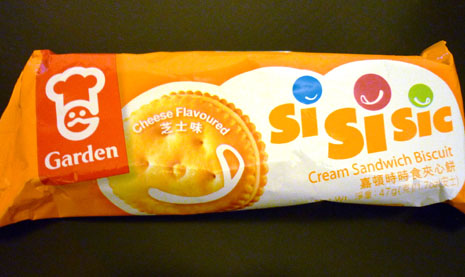 Garden
Cheese Flavoured
芝士味
SI SI SIC
Cream Sandwich Biscuit
嘉頓時時食夾心餅
47g